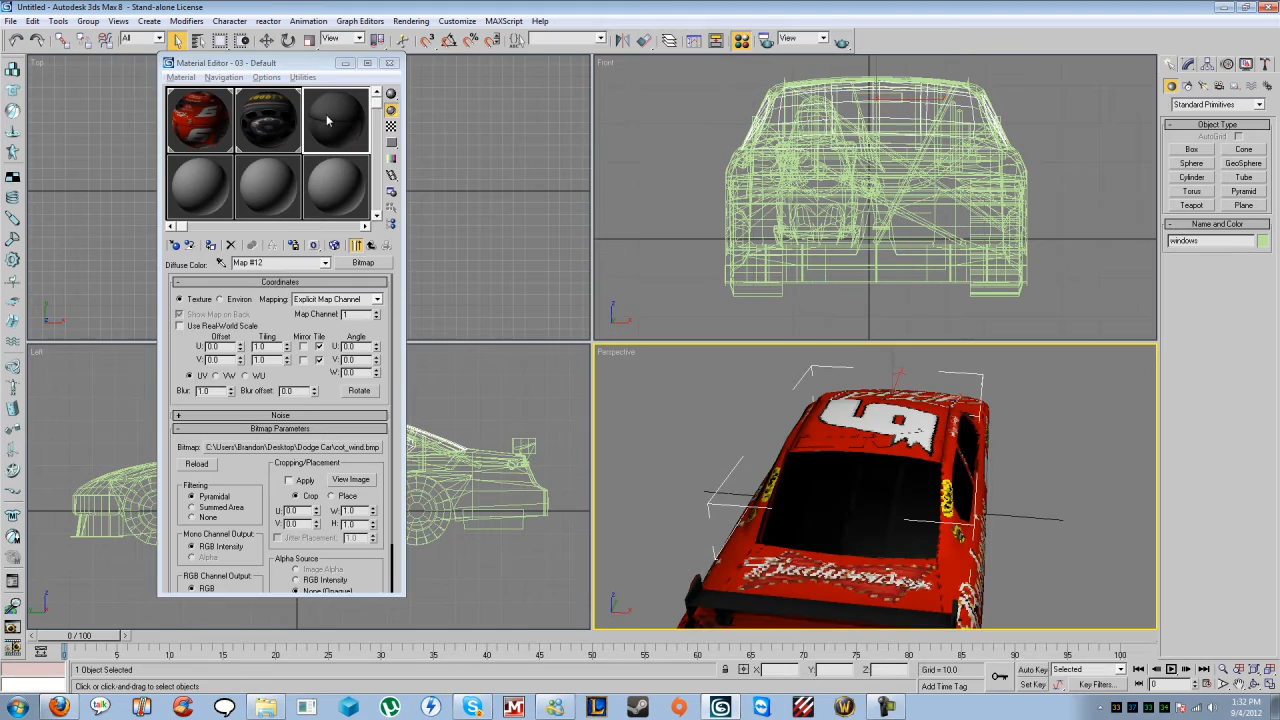 Untitled - Autodesk 3ds Max 8 - Stand-alone License
File Edit Tools Group Views Create Modifiers Character reactor Animation Graph Editors Rendering Customize MAXScript Help
All View View
Material Editor - 03 - Default
Material Navigation Options Utilities
Diffuse Color: Map #12 Bitmap
- Coordinates
Texture Environ Mapping: Explicit Map Channel
Show Map on Back Map Channel: 1
Use Real-World Scale
Offset Tiling Mirror Tile Angle
U: 0.0 1.0 U: 0.0
V: 0.0 1.0 V: 0.0
W: 0.0
UV VW WU
Blur: 1.0 Blur offset: 0.0 Rotate
+ Noise
- Bitmap Parameters
Bitmap: C:\Users\Brandon\Desktop\Dodge Car\cot_wind.bmp
Reload
Cropping/Placement
Apply View Image
Crop Place
U: 0.0 W: 1.0
V: 0.0 H: 1.0
Jitter Placement: 1.0
Filtering
Pyramidal
Summed Area
None
Mono Channel Output:
RGB Intensity
Alpha
RGB Channel Output:
RGB
Alpha Source
Image Alpha
RGB Intensity
None (Opaque)
Top
Front
Left
Perspective
z
9
Budweiser
Standard Primitives
- Object Type
AutoGrid
Box Cone
Sphere GeoSphere
Cylinder Tube
Torus Pyramid
Teapot Plane
- Name and Color
windows
0 / 100
0 5 10 15 20 25 30 35 40 45 50 55 60 65 70 75 80 85 90 95 100
1 Object Selected X: Y: Z: Grid = 10.0 Auto Key Selected
Click or click-and-drag to select objects Add Time Tag Set Key Key Filters... 0
talk
33 37 33 34
1:32 PM
9/4/2012